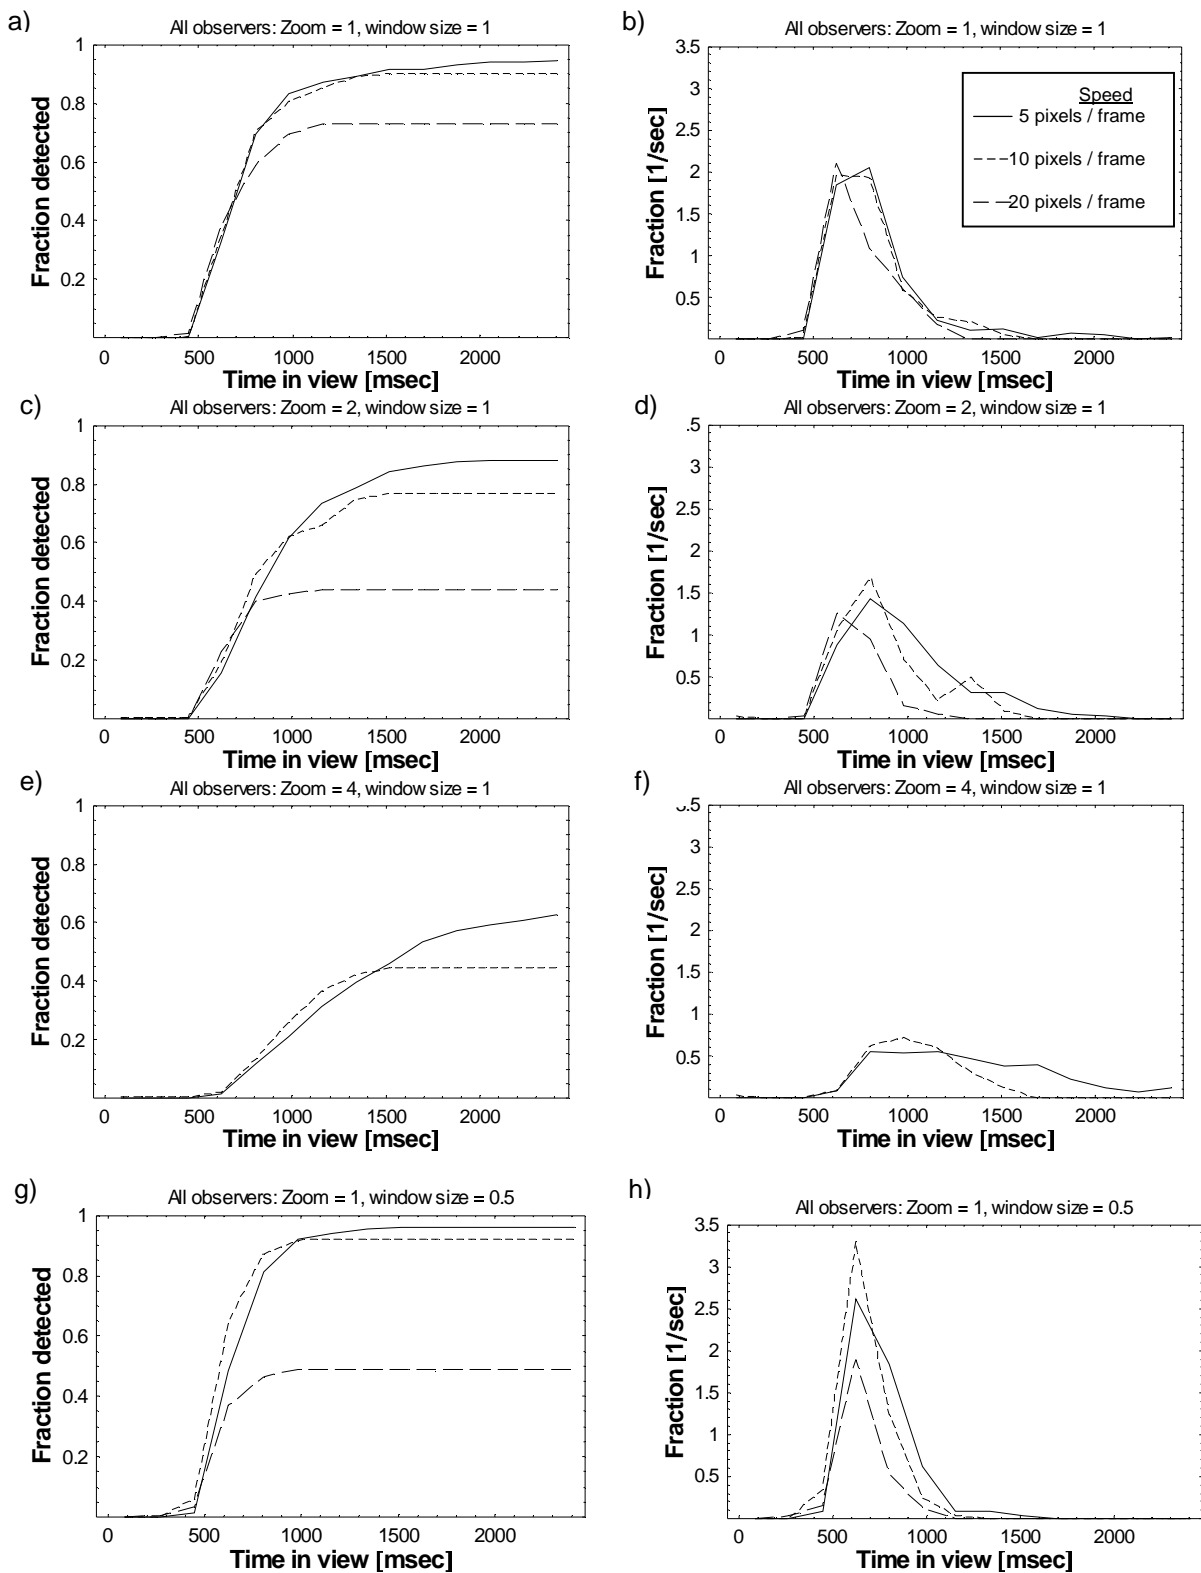 a)
All observers: Zoom = 1, window size = 1
Fraction detected
1
0.8
0.6
0.4
0.2
0 500 1000 1500 2000
Time in view [msec]
b)
All observers: Zoom = 1, window size = 1
Fraction [1/sec]
3.5
3
2.5
2
1.5
1
0.5
0 500 1000 1500 2000
Time in view [msec]
Speed
5 pixels / frame
10 pixels / frame
20 pixels / frame
c)
All observers: Zoom = 2, window size = 1
Fraction detected
1
0.8
0.6
0.4
0.2
0 500 1000 1500 2000
Time in view [msec]
d)
All observers: Zoom = 2, window size = 1
Fraction [1/sec]
.5
3
2.5
2
1.5
1
0.5
0 500 1000 1500 2000
Time in view [msec]
e)
All observers: Zoom = 4, window size = 1
Fraction detected
1
0.8
0.6
0.4
0.2
0 500 1000 1500 2000
Time in view [msec]
f)
All observers: Zoom = 4, window size = 1
Fraction [1/sec]
3.5
3
2.5
2
1.5
1
0.5
0 500 1000 1500 2000
Time in view [msec]
g)
All observers: Zoom = 1, window size = 0.5
Fraction detected
1
0.8
0.6
0.4
0.2
0 500 1000 1500 2000
Time in view [msec]
h)
All observers: Zoom = 1, window size = 0.5
Fraction [1/sec]
3.5
3
2.5
2
1.5
1
0.5
0 500 1000 1500 2000
Time in view [msec]